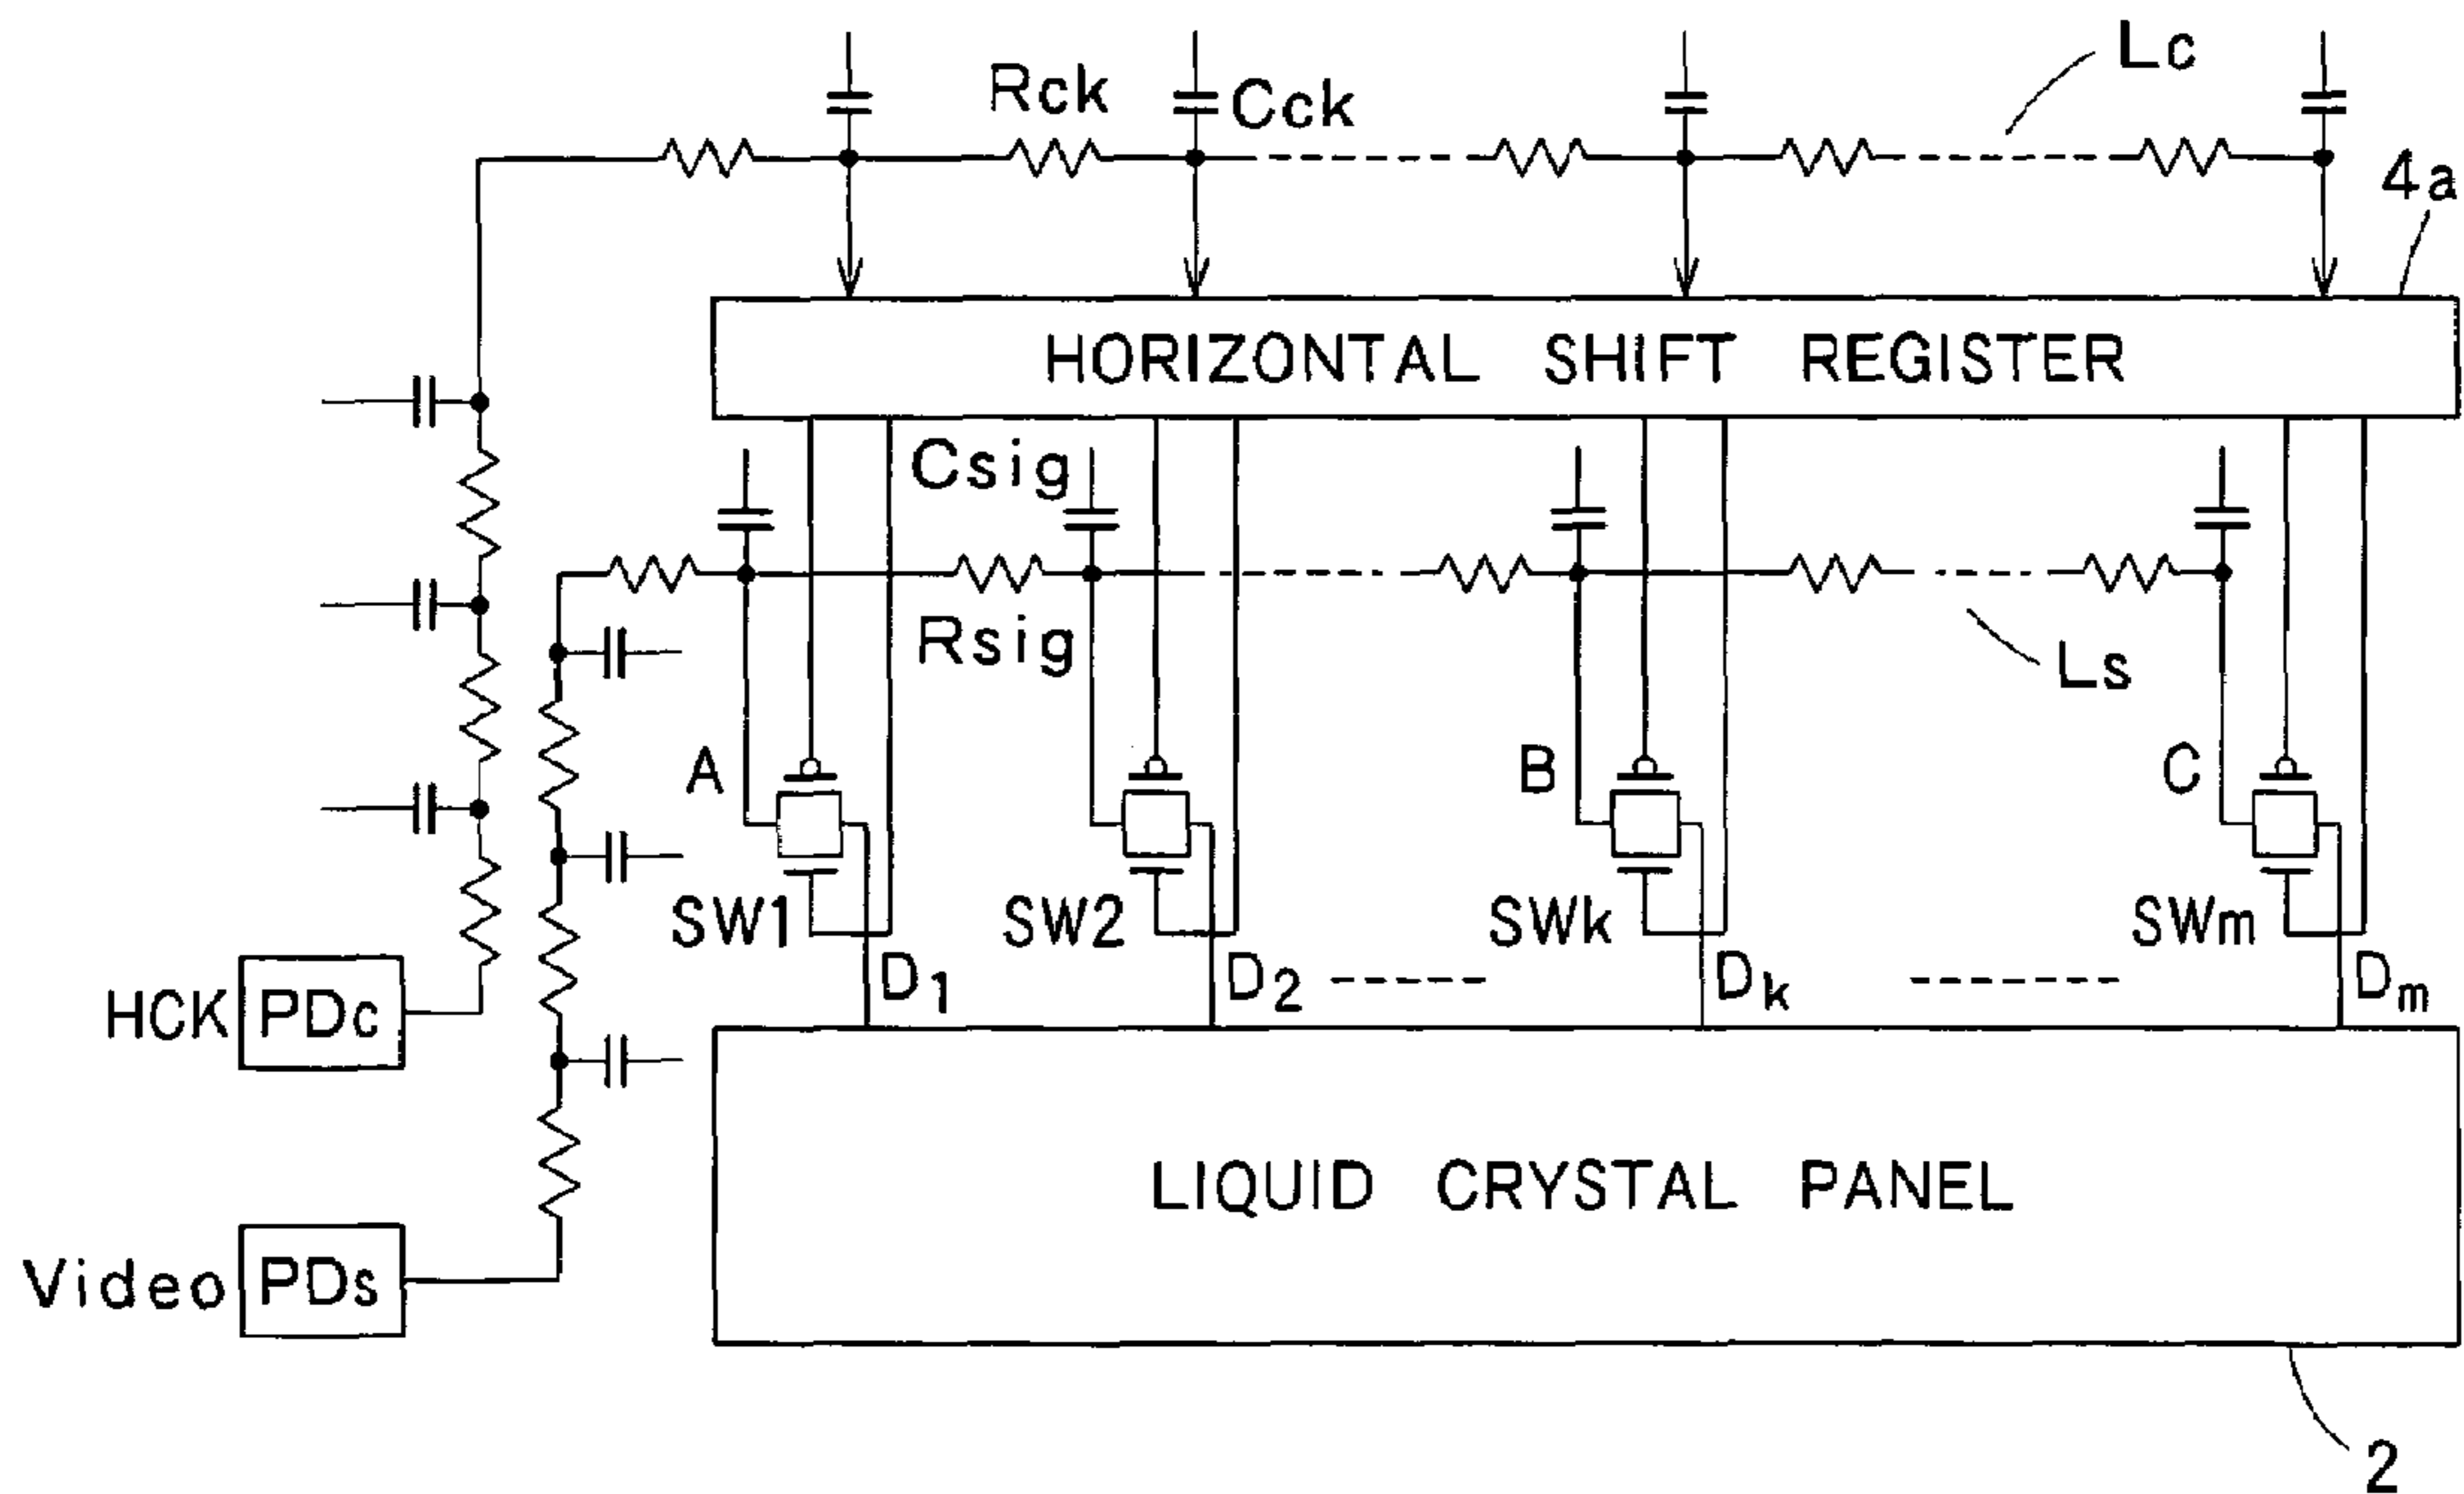 Lc
Rck
Cck
4a
HORIZONTAL SHIFT REGISTER
Csig
Rsig
Ls
A
B
C
SW1
SW2
SWk
SWm
D1
D2
Dk
Dm
HCK PDc
LIQUID CRYSTAL PANEL
Video PDs
2